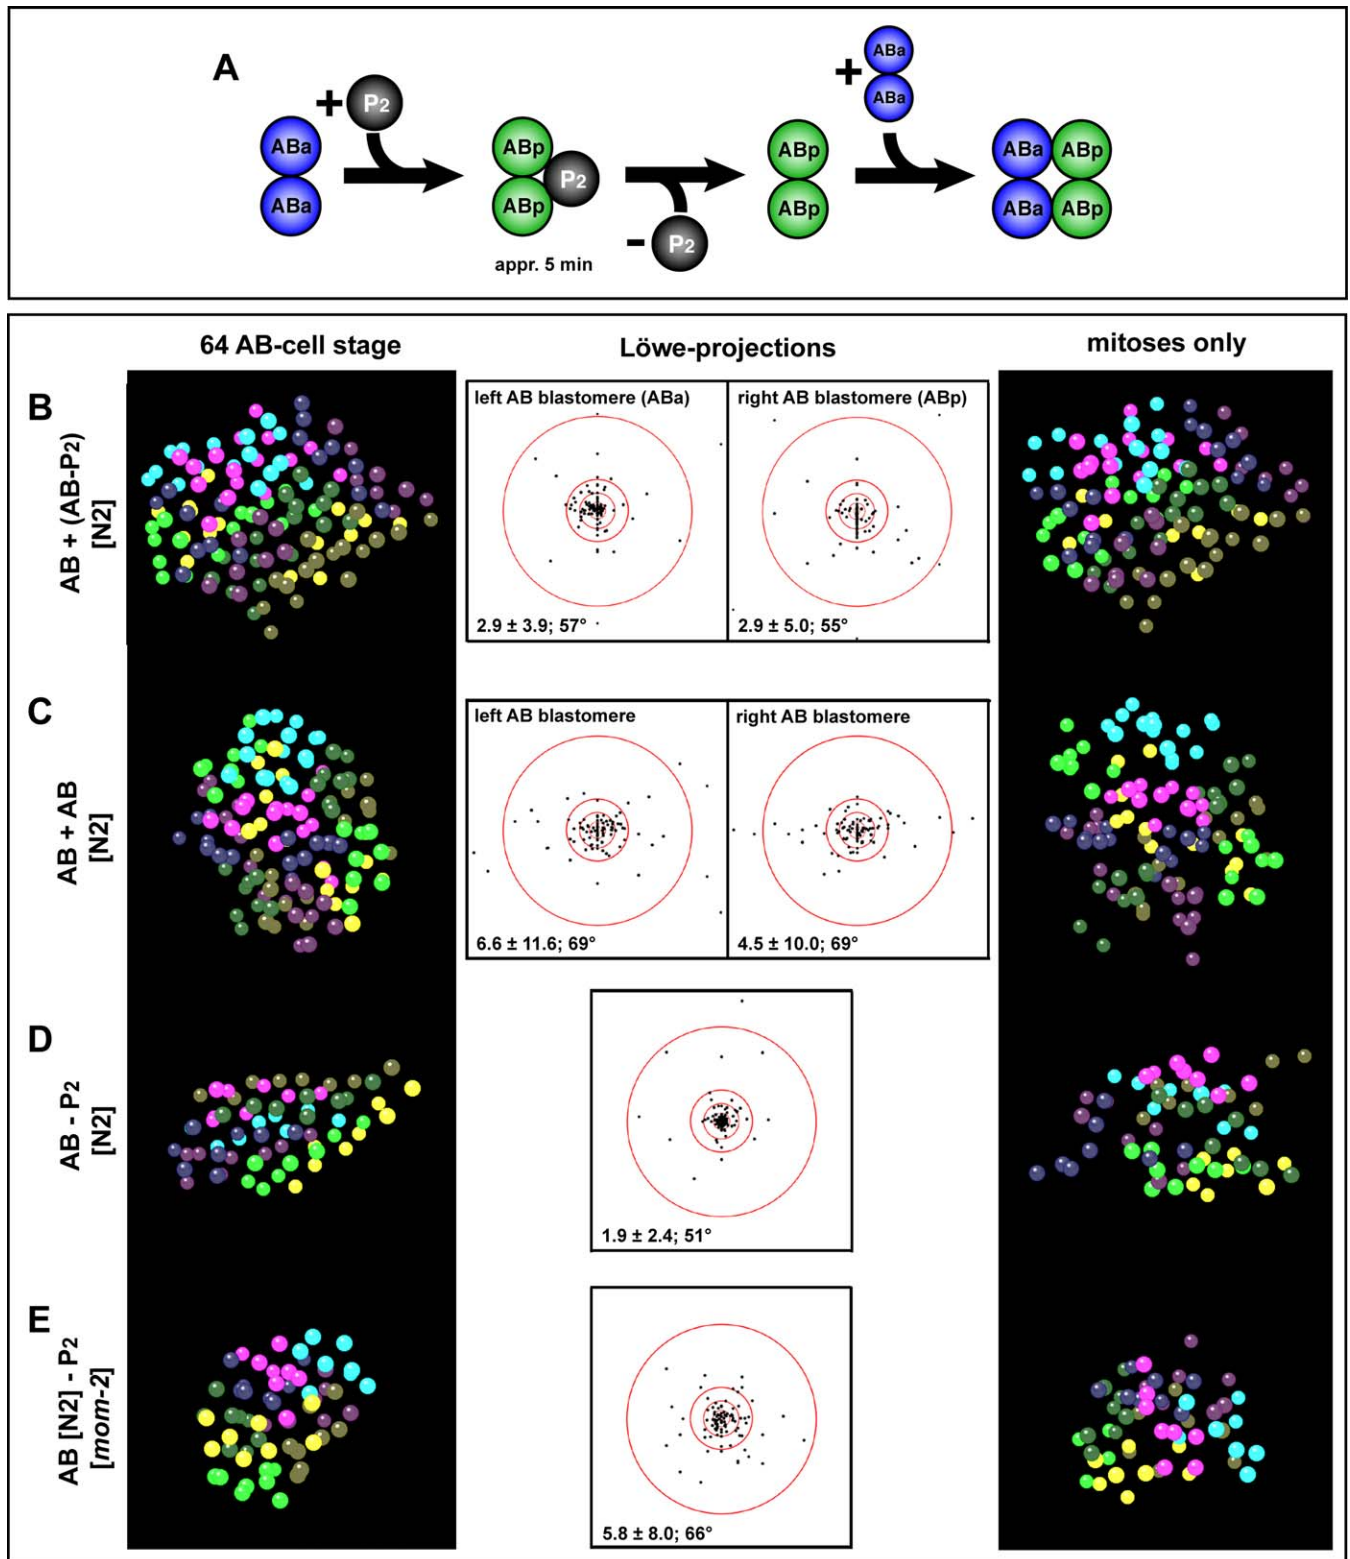 A
+
P2
ABa
ABa
ABp
ABp
P2
appr. 5 min
-
P2
ABp
ABp
+
ABa
ABa
ABa
ABp
ABa
ABp
64 AB-cell stage
Löwe-projections
mitoses only
B
AB + (AB-P2)
[N2]
left AB blastomere (ABa)
2.9 ± 3.9; 57°
right AB blastomere (ABp)
2.9 ± 5.0; 55°
C
AB + AB
[N2]
left AB blastomere
6.6 ± 11.6; 69°
right AB blastomere
4.5 ± 10.0; 69°
D
AB - P2
[N2]
1.9 ± 2.4; 51°
E
AB [N2] - P2
[mom-2]
5.8 ± 8.0; 66°